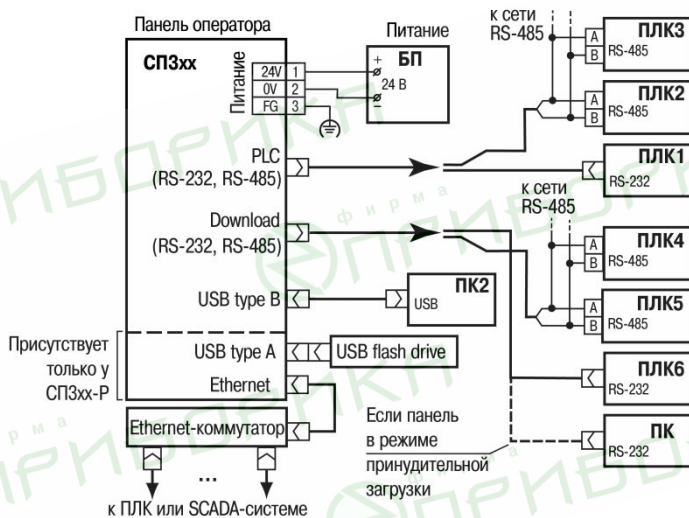 Панель оператора
СП3хх
Питание
24V 1
0V 2
FG 3
Питание
БП
+
24 В
–
PLC
(RS-232, RS-485)
Download
(RS-232, RS-485)
USB type B
ПК2
USB
Присутствует
только у
СП3хх-Р
USB type A
USB flash drive
Ethernet
Ethernet-коммутатор
...
к ПЛК или SCADA-системе
к сети
RS-485
ПЛК3
A
B
RS-485
ПЛК2
A
B
RS-485
ПЛК1
RS-232
к сети
RS-485
ПЛК4
A
B
RS-485
ПЛК5
A
B
RS-485
ПЛК6
RS-232
ПК
RS-232
Если панель
в режиме
принудительной
загрузки
фирма
ПРИБОРИКА